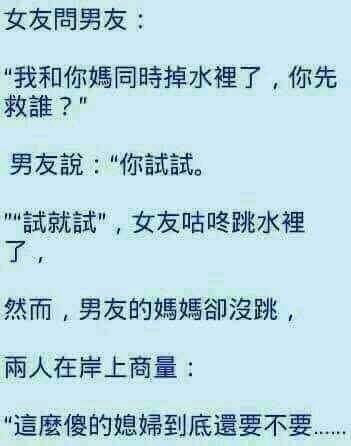 女友問男友：
“我和你媽同時掉水裡了，你先
救誰？”
男友說：“你試試。
”“試就試”，女友咕咚跳水裡
了，
然而，男友的媽媽卻沒跳，
兩人在岸上商量：
“這麼傻的媳婦到底還要不要......